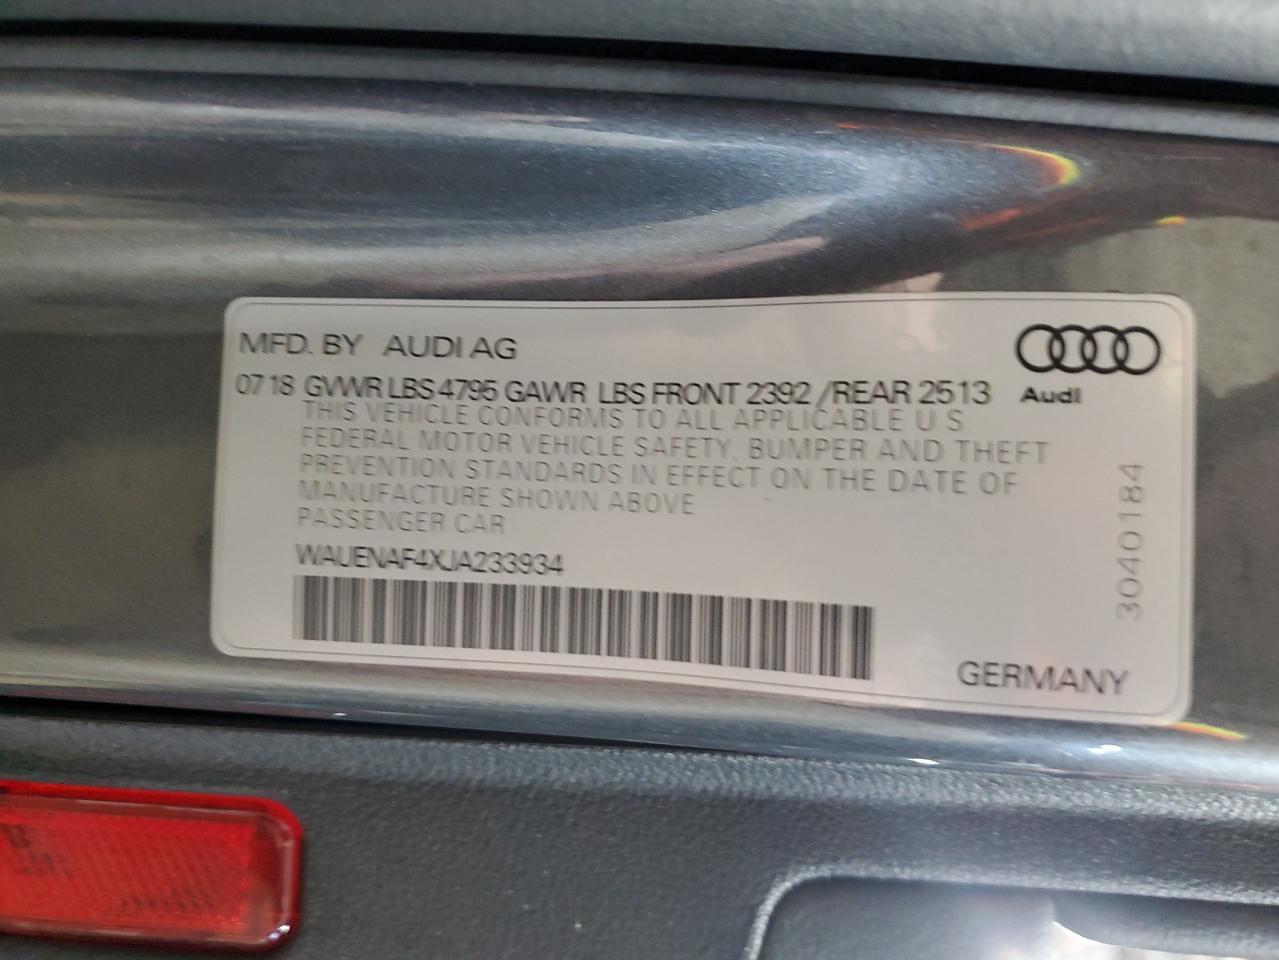 MFD. BY AUDI AG
0718 GVWR LBS 4795 GAWR LBS FRONT 2392 /REAR 2513
Audi
THIS VEHICLE CONFORMS TO ALL APPLICABLE U S
FEDERAL MOTOR VEHICLE SAFETY, BUMPER AND THEFT
PREVENTION STANDARDS IN EFFECT ON THE DATE OF
MANUFACTURE SHOWN ABOVE
PASSENGER CAR
WAUENAF4XJA233934
3040184
GERMANY